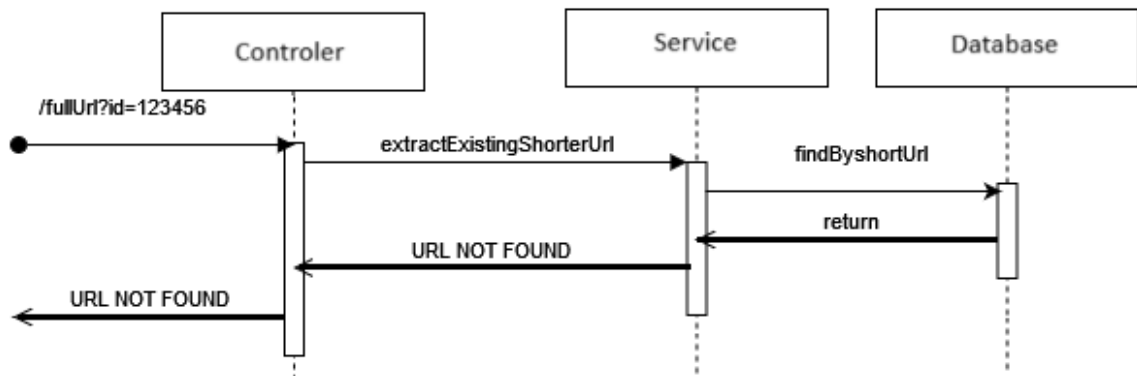 Controler
Service
Database
/fullUrl?id=123456
extractExistingShorterUrl
findByshortUrl
return
URL NOT FOUND
URL NOT FOUND